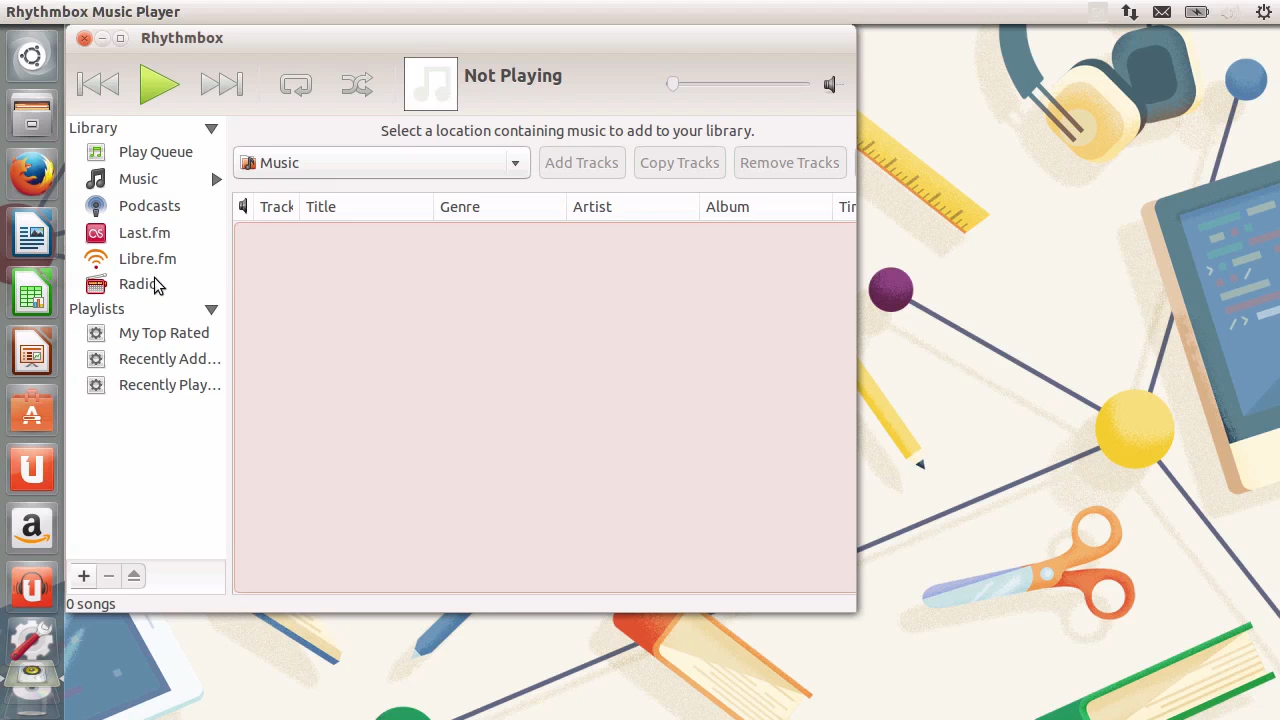 Rhythmbox Music Player
Rhythmbox
Not Playing
Library
Play Queue
Music
Podcasts
Last.fm
Libre.fm
Radio
Playlists
My Top Rated
Recently Add...
Recently Play...
0 songs
Select a location containing music to add to your library.
Music
Add Tracks
Copy Tracks
Remove Tracks
Track
Title
Genre
Artist
Album